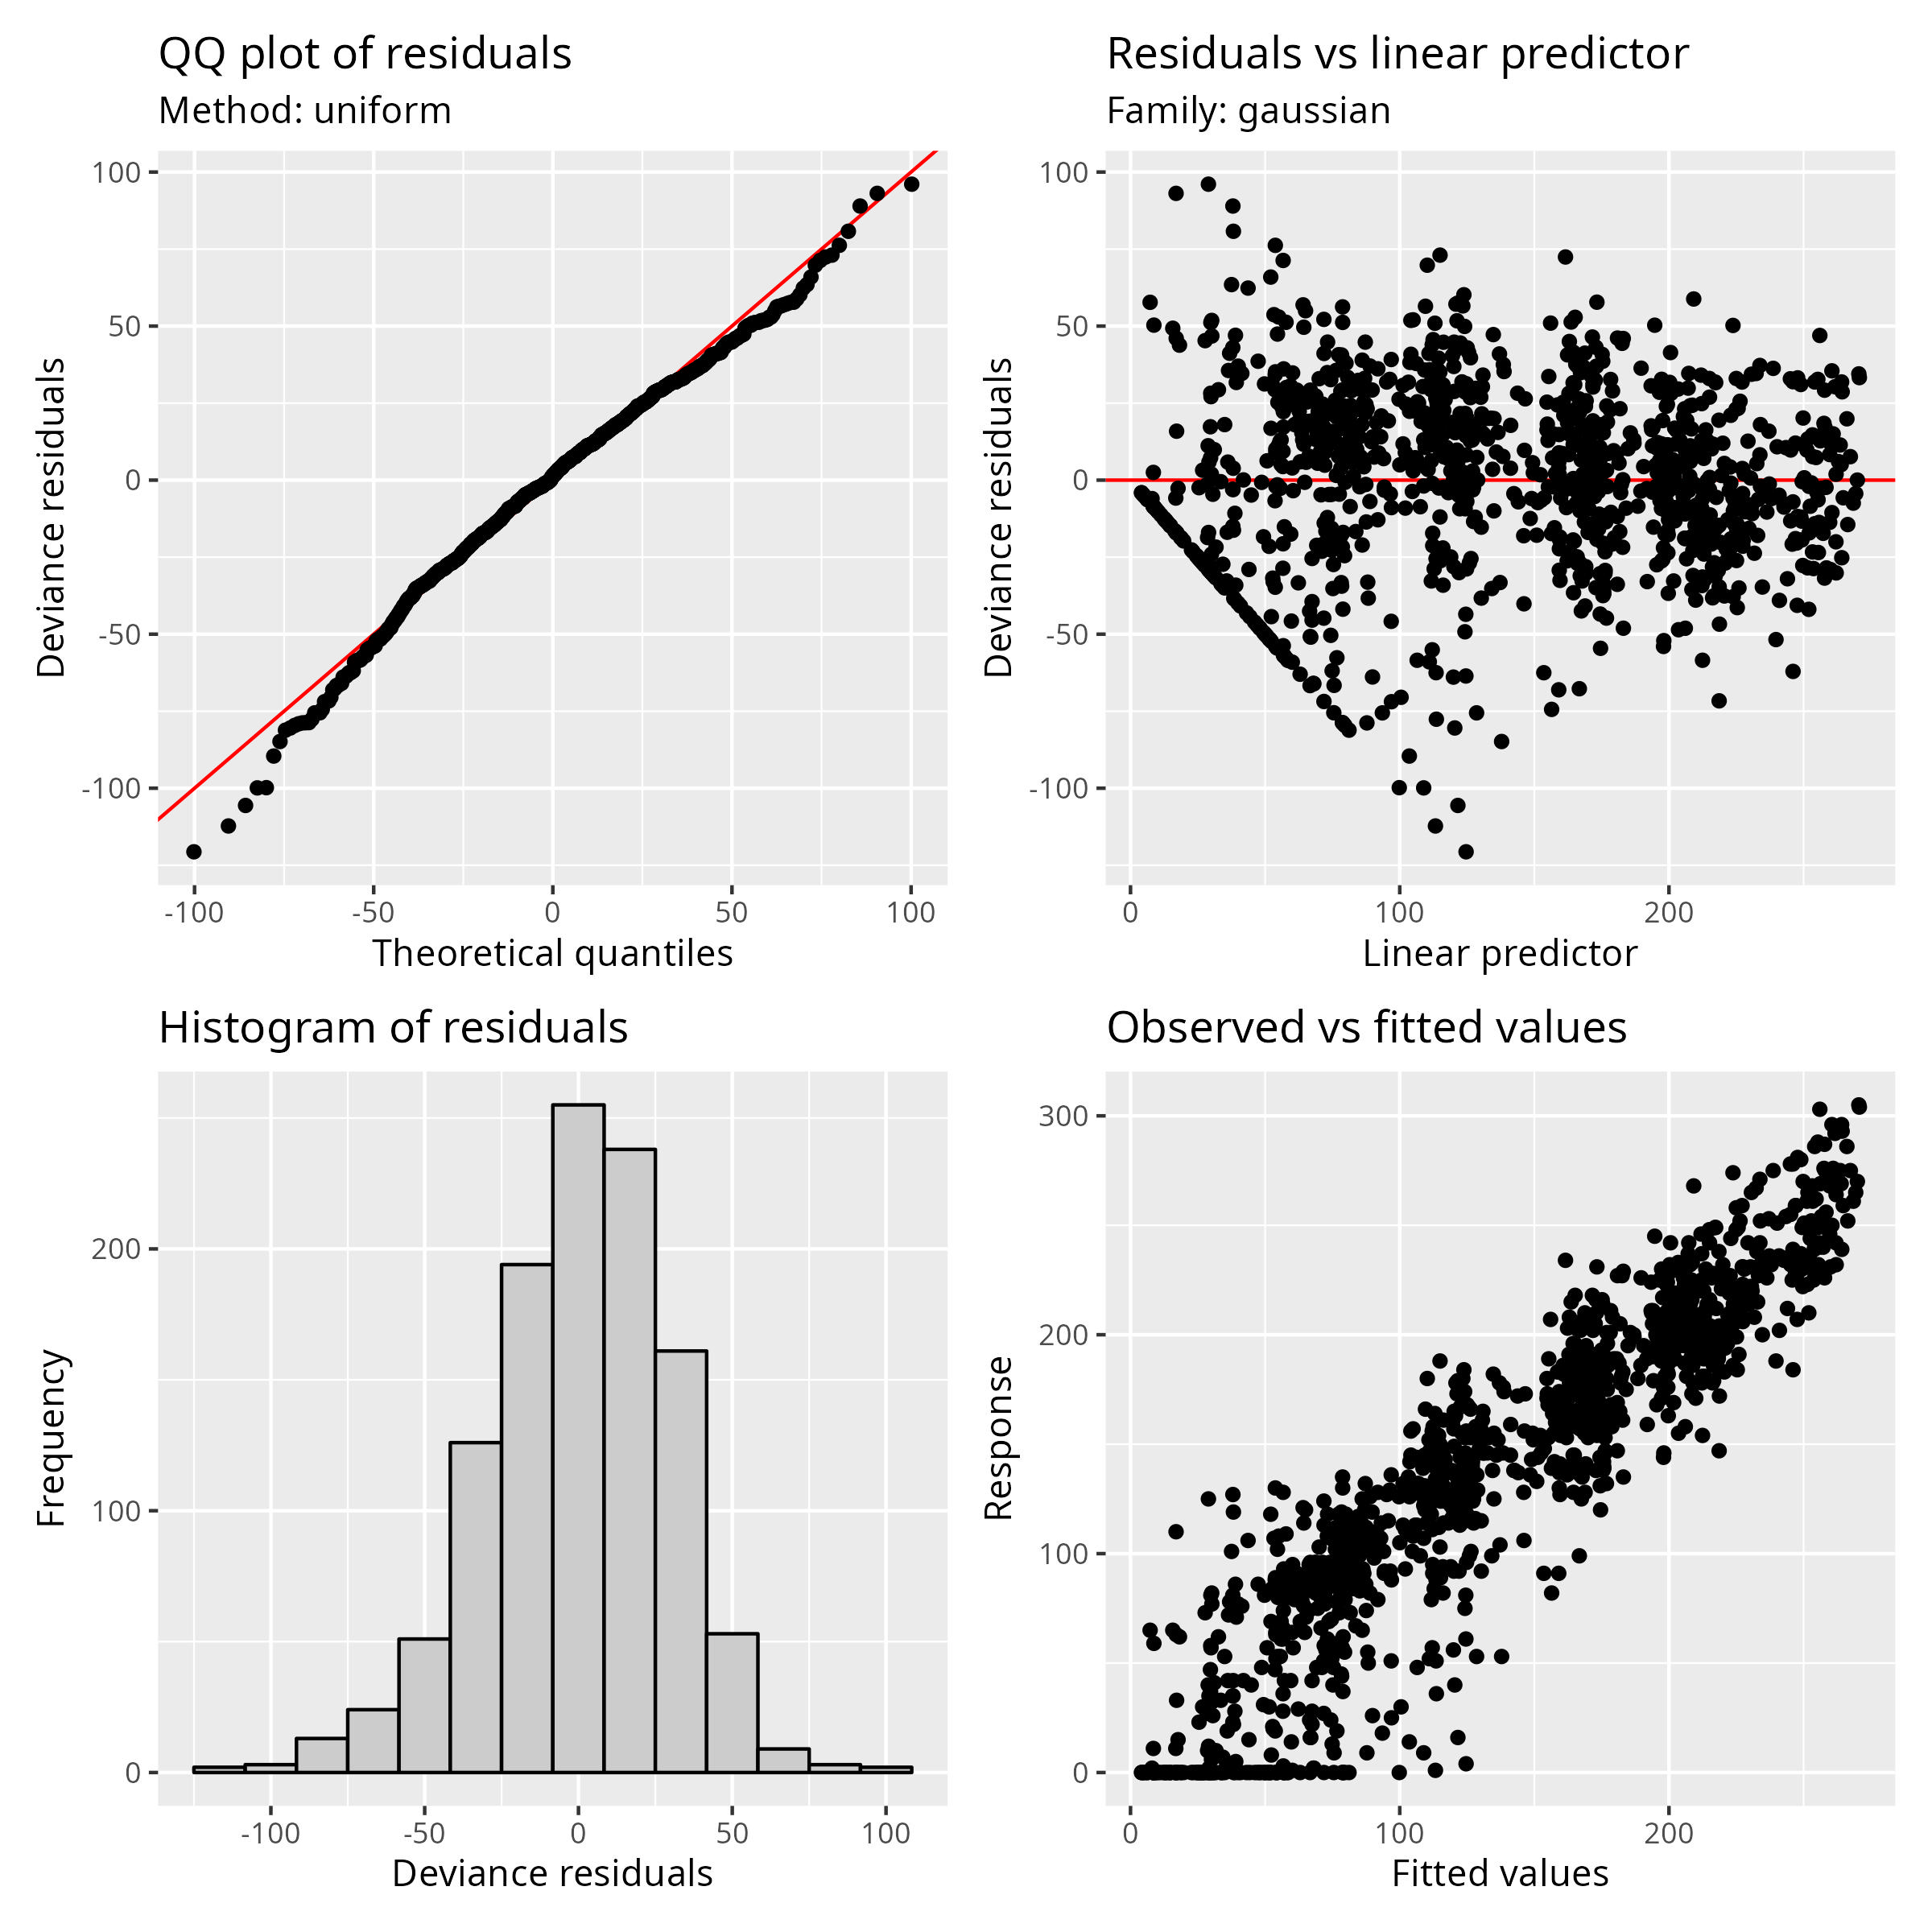 QQ plot of residuals
Method: uniform
100
50
0
-50
-100
-100
-50
0
50
100
Deviance residuals
Theoretical quantiles
Residuals vs linear predictor
Family: gaussian
100
50
0
-50
-100
0
100
200
Deviance residuals
Linear predictor
Histogram of residuals
200
100
0
-100
-50
0
50
100
Frequency
Deviance residuals
Observed vs fitted values
300
200
100
0
0
100
200
Response
Fitted values